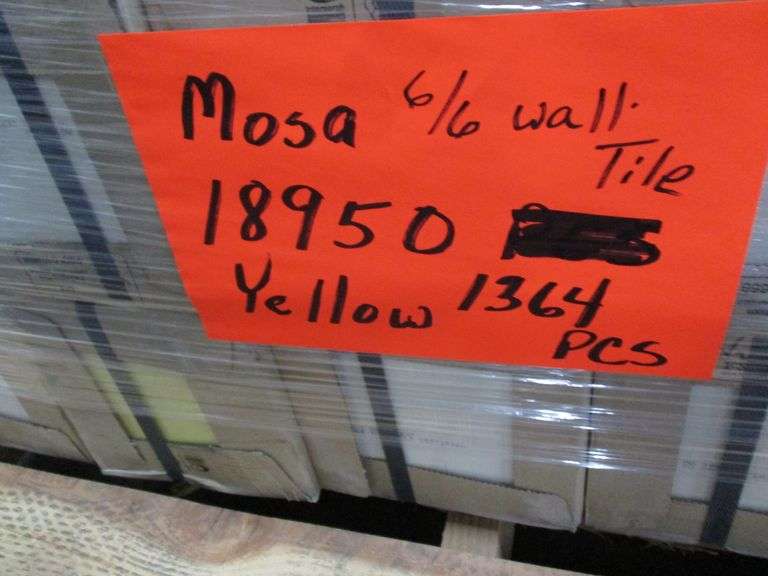 Mosa 6/6 wall
Tile
18950
Yellow 1364
PCS